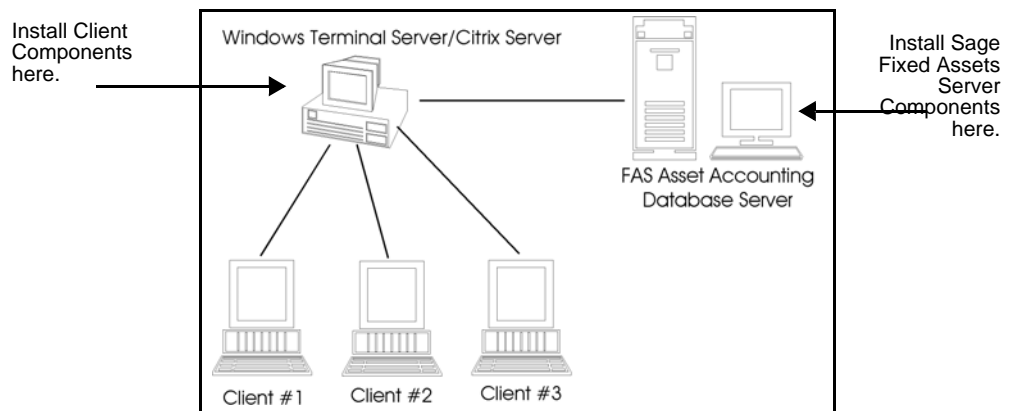 Install Client
Components
here.
Windows Terminal Server/Citrix Server
Install Sage
Fixed Assets
Server
Components
here.
FAS Asset Accounting
Database Server
Client #1
Client #2
Client #3